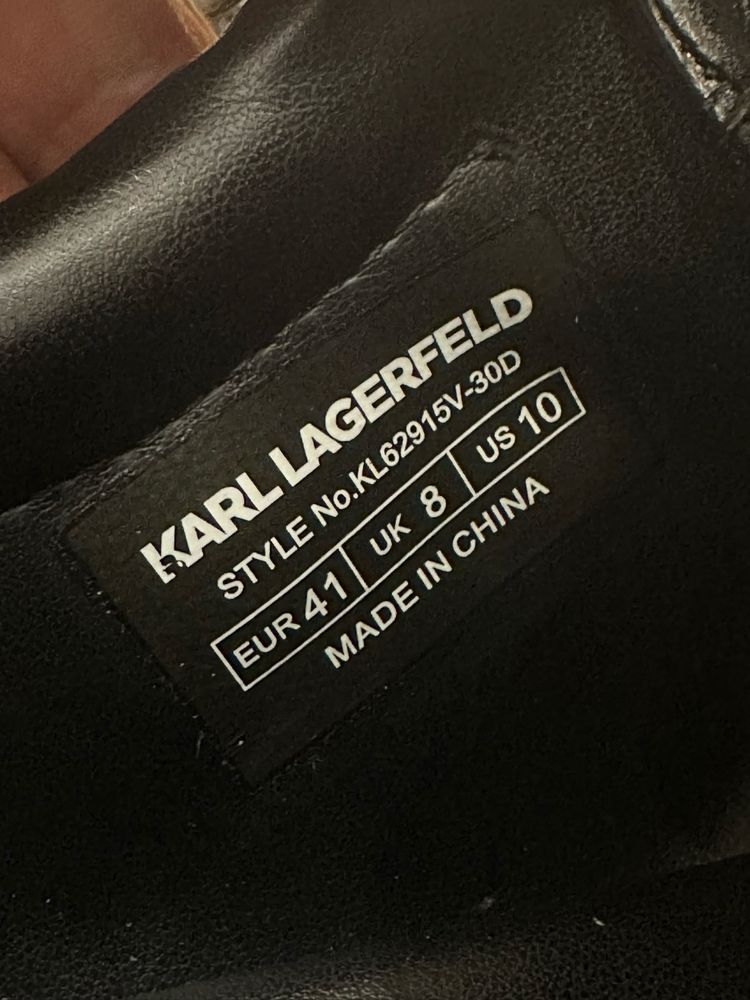 KARL LAGERFELD
STYLE No.KL62915V-30D
EUR 41 UK 8 US 10
MADE IN CHINA